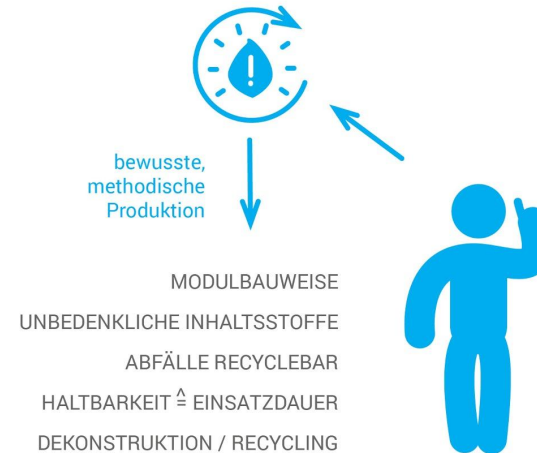 bewusste,
methodische
Produktion
MODULBAUWEISE
UNBEDENKLICHE INHALTSSTOFFE
ABFÄLLE RECYCLEBAR
HALTBARKEIT ≙ EINSATZDAUER
DEKONSTRUKTION / RECYCLING